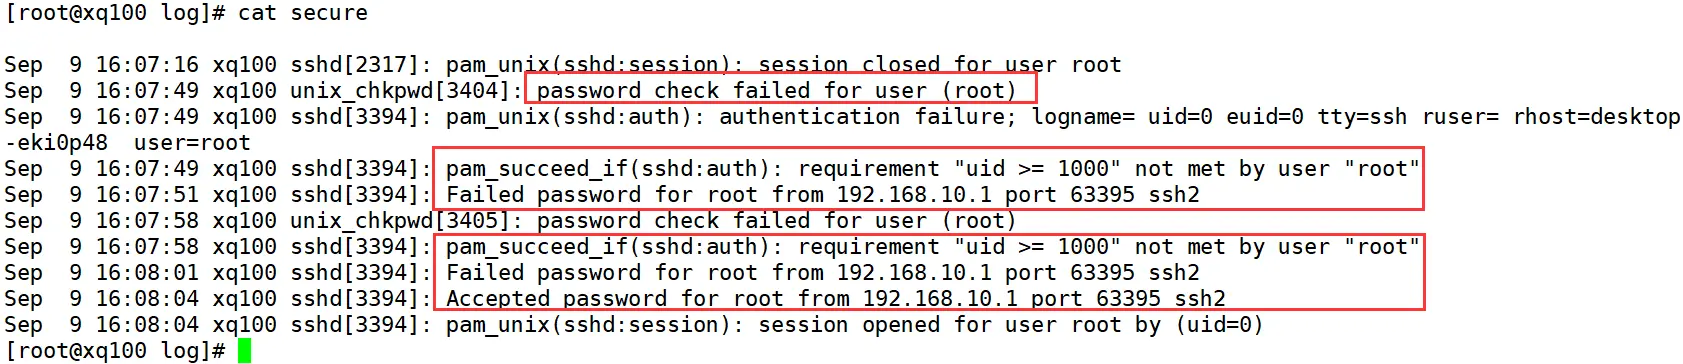 [root@xq100 log]# cat secure
Sep  9 16:07:16 xq100 sshd[2317]: pam_unix(sshd:session): session closed for user root
Sep  9 16:07:49 xq100 unix_chkpwd[3404]: password check failed for user (root)
Sep  9 16:07:49 xq100 sshd[3394]: pam_unix(sshd:auth): authentication failure; logname= uid=0 euid=0 tty=ssh ruser= rhost=desktop
-eki0p48  user=root
Sep  9 16:07:49 xq100 sshd[3394]: pam_succeed_if(sshd:auth): requirement "uid >= 1000" not met by user "root"
Sep  9 16:07:51 xq100 sshd[3394]: Failed password for root from 192.168.10.1 port 63395 ssh2
Sep  9 16:07:58 xq100 unix_chkpwd[3405]: password check failed for user (root)
Sep  9 16:07:58 xq100 sshd[3394]: pam_succeed_if(sshd:auth): requirement "uid >= 1000" not met by user "root"
Sep  9 16:08:01 xq100 sshd[3394]: Failed password for root from 192.168.10.1 port 63395 ssh2
Sep  9 16:08:04 xq100 sshd[3394]: Accepted password for root from 192.168.10.1 port 63395 ssh2
Sep  9 16:08:04 xq100 sshd[3394]: pam_unix(sshd:session): session opened for user root by (uid=0)
[root@xq100 log]#